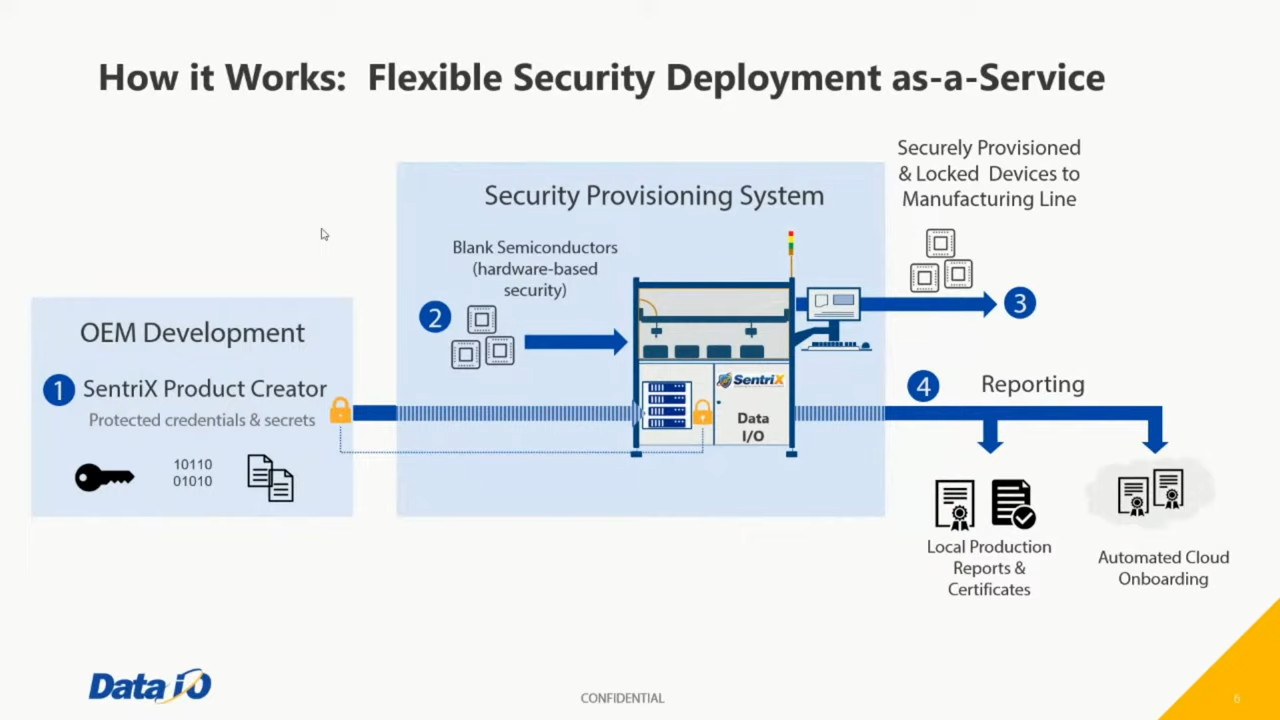 How it Works:  Flexible Security Deployment as-a-Service
Securely Provisioned
& Locked  Devices to
Manufacturing Line
Security Provisioning System
Blank Semiconductors
(hardware-based
security)
2
3
OEM Development
1 SentriX Product Creator
Protected credentials & secrets
10110
01010
SentriX
Data
I/O
4 Reporting
Local Production
Reports &
Certificates
Automated Cloud
Onboarding
Data iO
CONFIDENTIAL
6